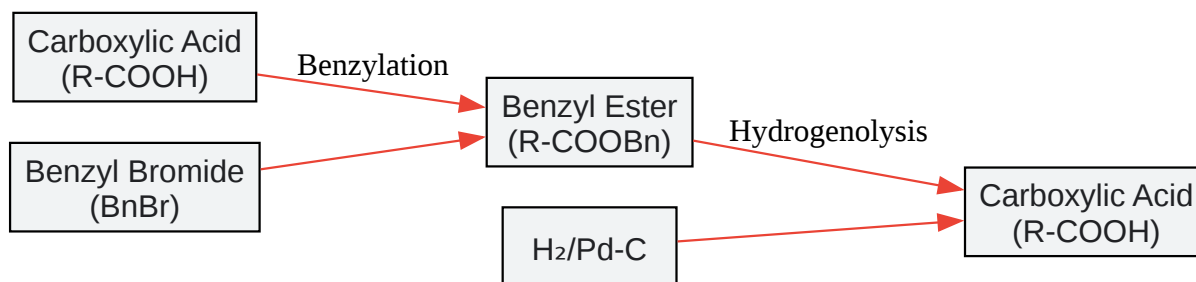 Carboxylic Acid
(R-COOH)
Benzylation
Benzyl Bromide
(BnBr)
Benzyl Ester
(R-COOBn)
Hydrogenolysis
H₂/Pd-C
Carboxylic Acid
(R-COOH)